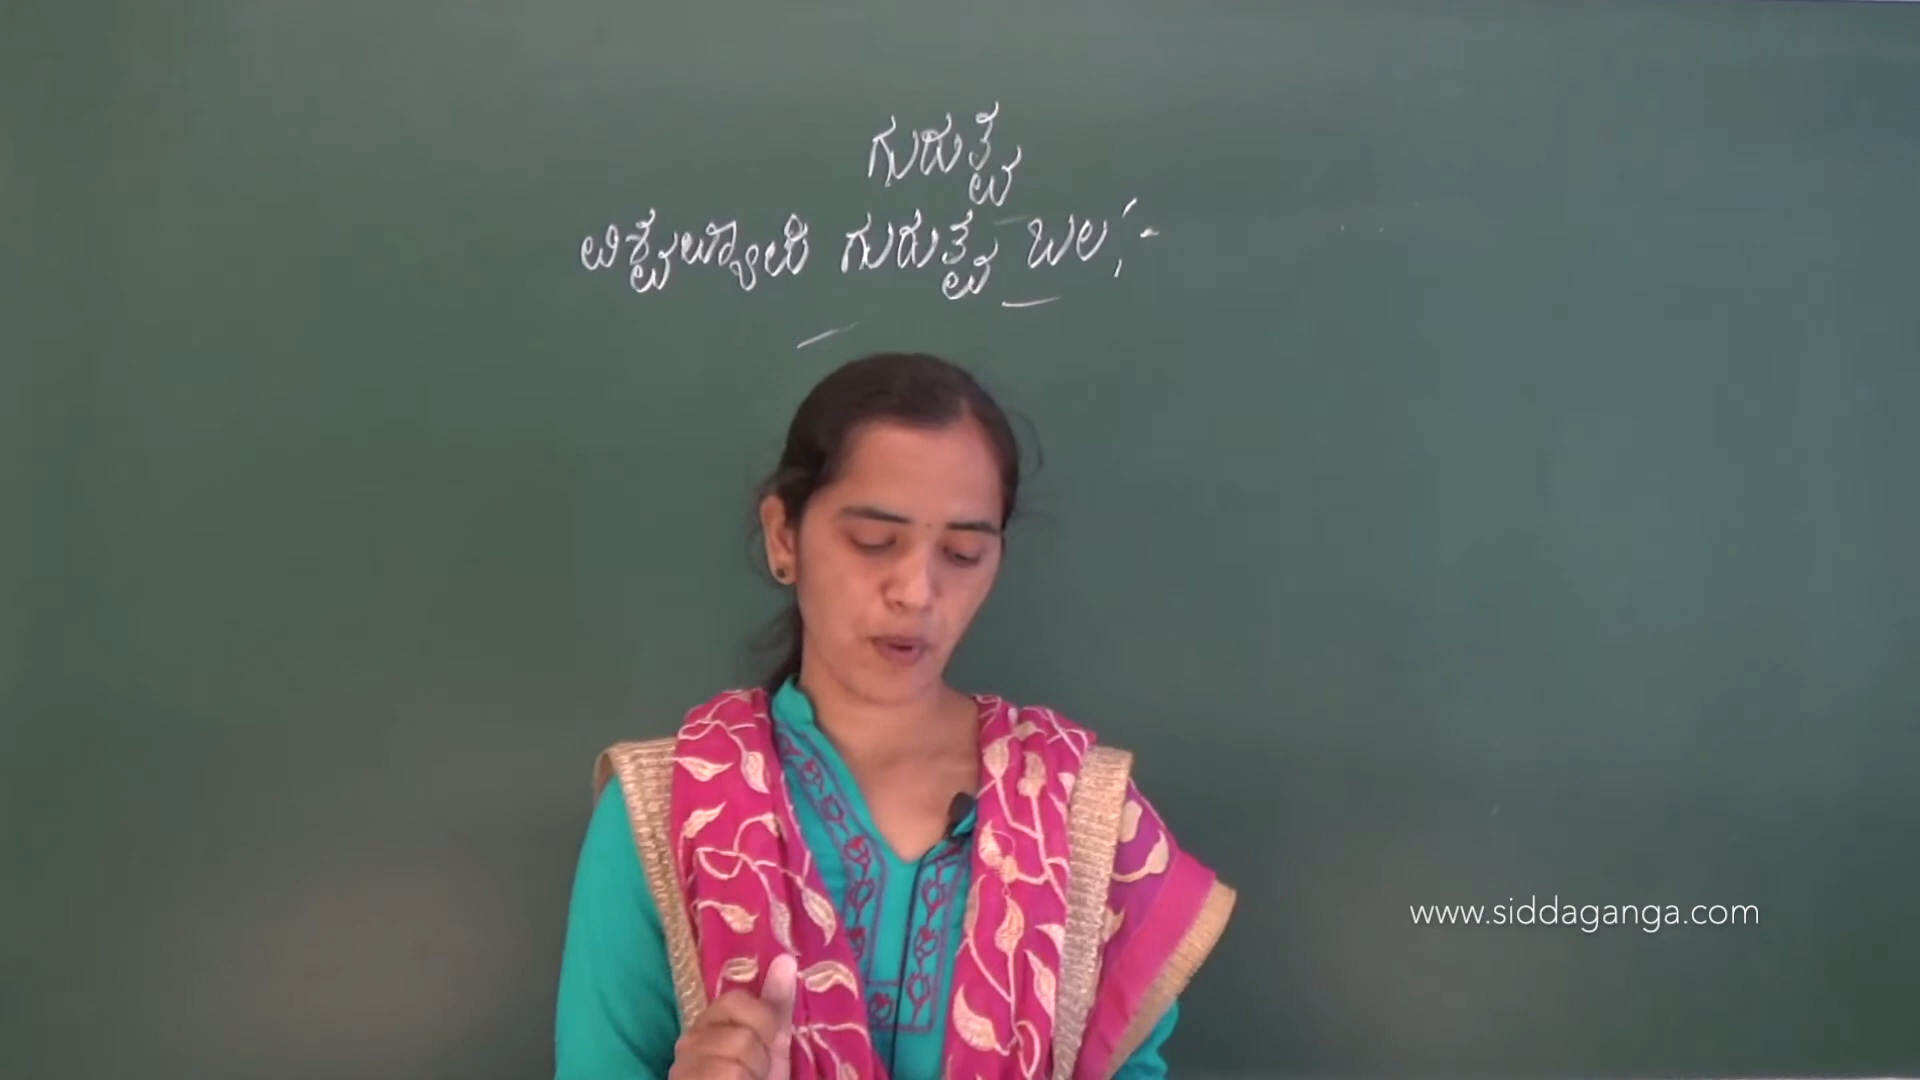 ಗುರುತ್ವ
ವಿಶ್ವವ್ಯಾಪಿ ಗುರುತ್ವ ಬಲ :-
www.siddaganga.com